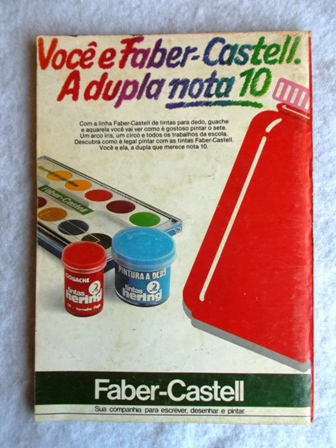 Você e Faber-Castell.
A dupla nota 10
Com a linha Faber-Castell de tintas para dedo, guache
e aquarela você vai ver como é gostoso pintar o sete.
Um arco íris, um circo e todos os trabalhos da escola.
Descubra como é legal pintar com as tintas Faber-Castell.
Você e ela, a dupla que merece nota 10.
Faber-Castell
GUACHE
tintas
hering
PINTURA A DEDO
tintas
hering
Faber-Castell
Sua companhia para escrever, desenhar e pintar.